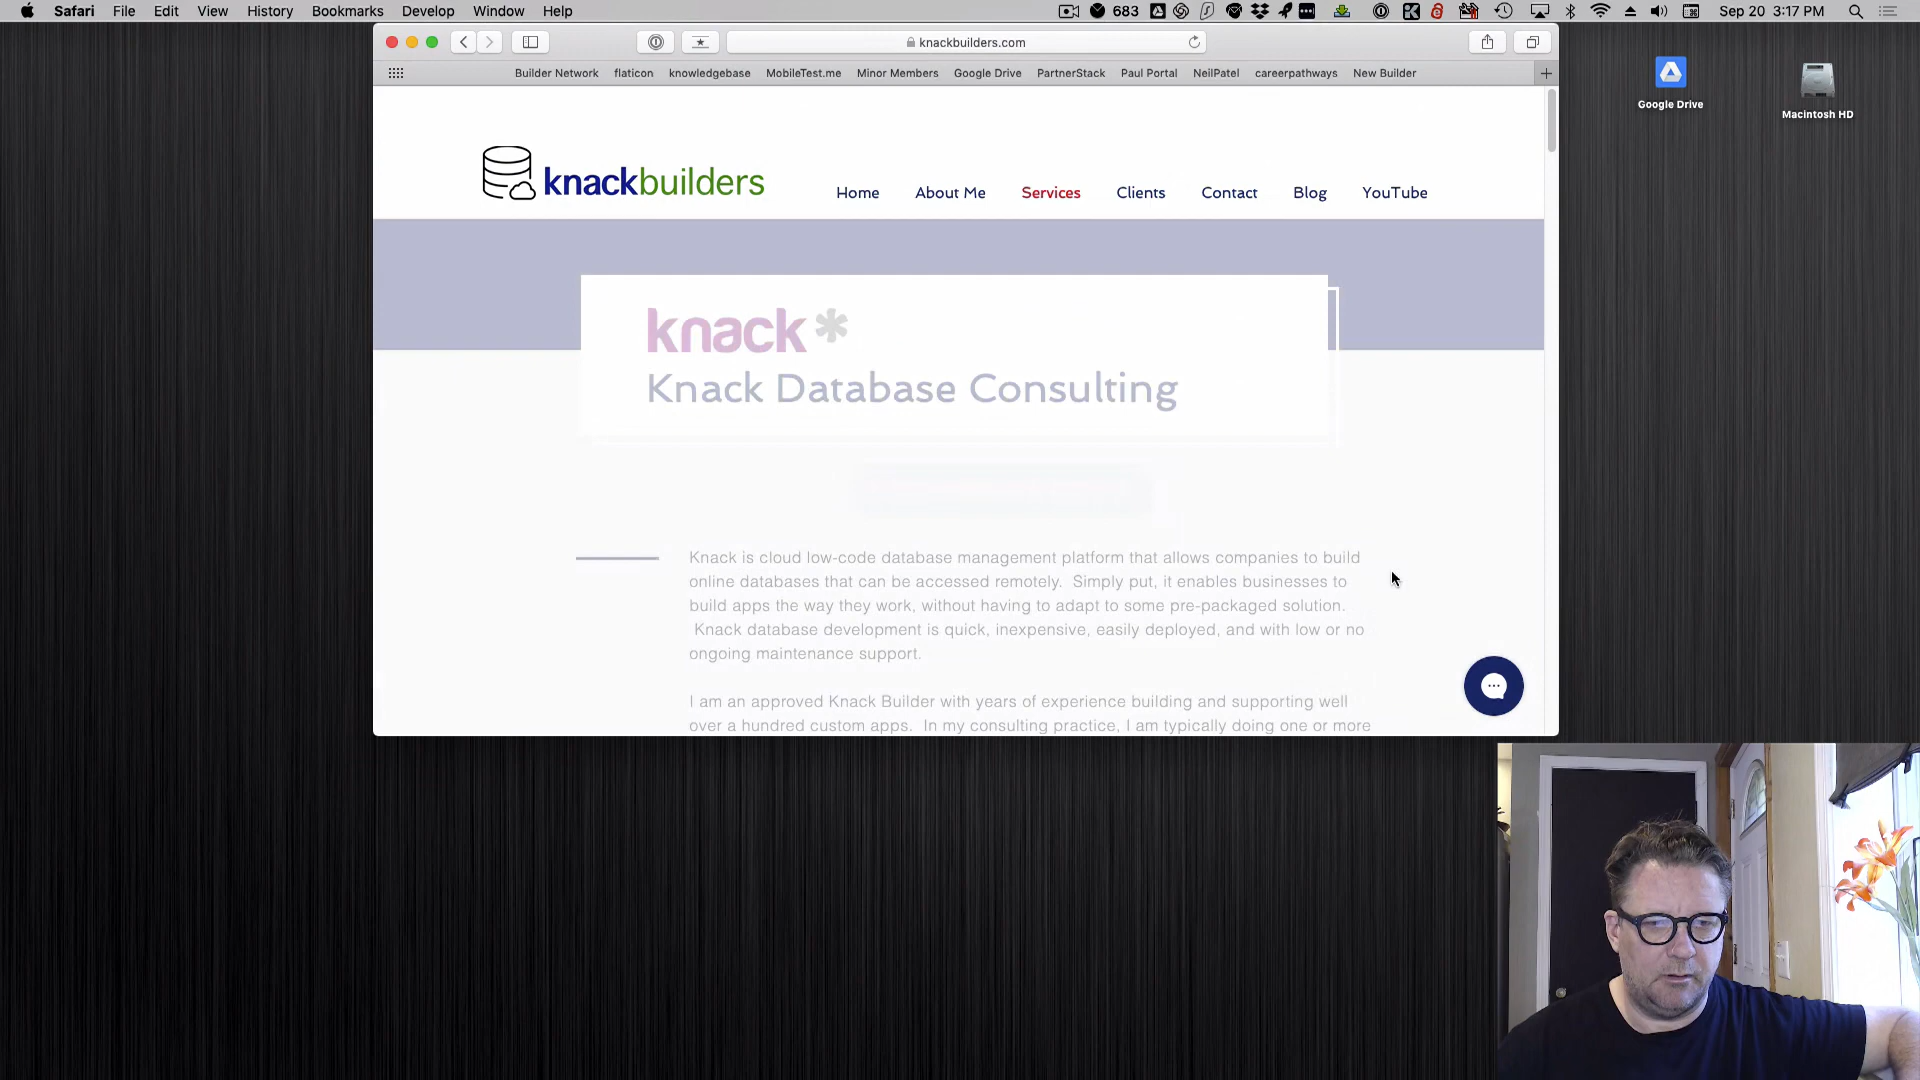 Safari File Edit View History Bookmarks Develop Window Help 683 Sep 20 3:17 PM
knackbuilders.com
Builder Network flaticon knowledgebase MobileTest.me Minor Members Google Drive PartnerStack Paul Portal NeilPatel careerpathways New Builder
Google Drive
Macintosh HD
knackbuilders
Home About Me Services Clients Contact Blog YouTube
knack*
Knack Database Consulting
Knack is cloud low-code database management platform that allows companies to build
online databases that can be accessed remotely. Simply put, it enables businesses to
build apps the way they work, without having to adapt to some pre-packaged solution.
Knack database development is quick, inexpensive, easily deployed, and with low or no
ongoing maintenance support.
I am an approved Knack Builder with years of experience building and supporting well
over a hundred custom apps. In my consulting practice, I am typically doing one or more